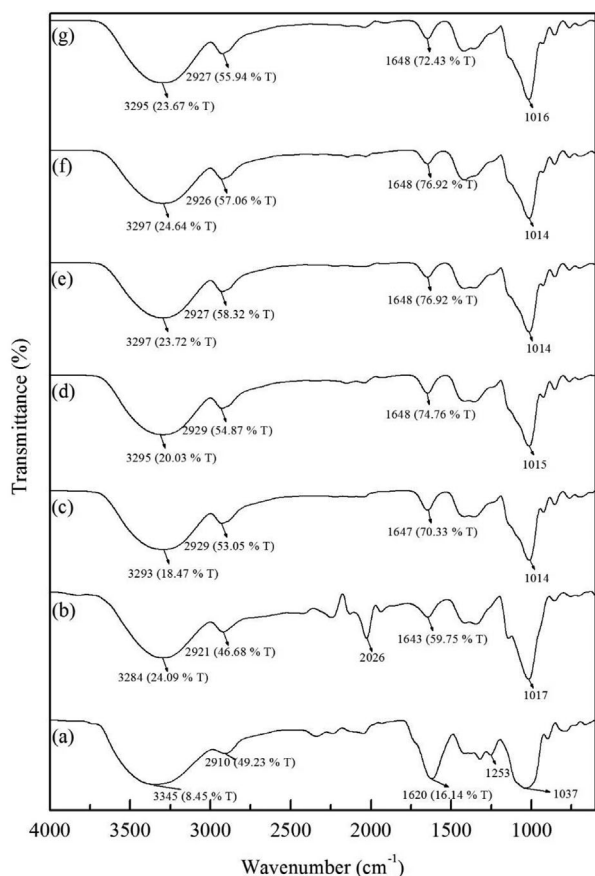 (g)
2927 (55.94 % T)
1648 (72.43 % T)
3295 (23.67 % T)
1016
(f)
2926 (57.06 % T)
1648 (76.92 % T)
3297 (24.64 % T)
1014
(e)
2927 (58.32 % T)
1648 (76.92 % T)
3297 (23.72 % T)
1014
(d)
2929 (54.87 % T)
1648 (74.76 % T)
3295 (20.03 % T)
1015
(c)
2929 (53.05 % T)
1647 (70.33 % T)
3293 (18.47 % T)
1014
(b)
2921 (46.68 % T)
1643 (59.75 % T)
2026
3284 (24.09 % T)
1017
(a)
2910 (49.23 % T)
1253
3345 (8.45 % T)
1620 (16.14 % T)
1037
Transmittance (%)
4000 3500 3000 2500 2000 1500 1000
Wavenumber (cm⁻¹)